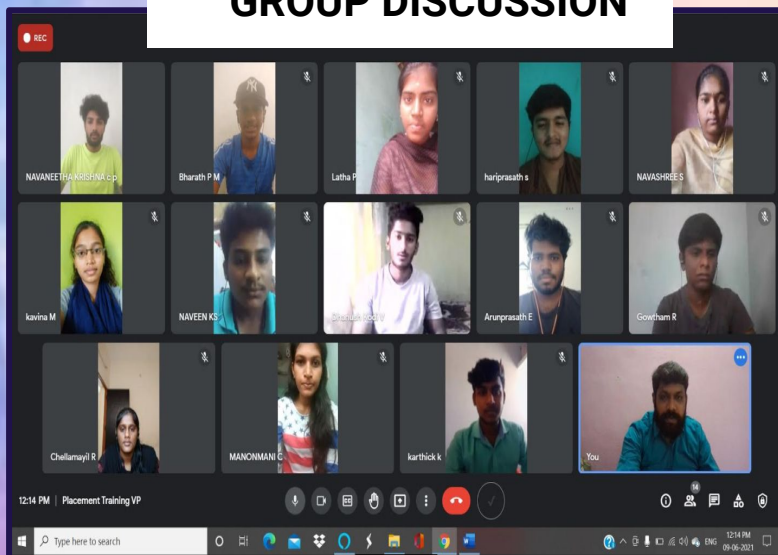 GROUP DISCUSSION
REC
NAVANEETHA KRISHNA c p
Bharath P M
Latha P
hariprasath s
NAVASHREE S
kavina M
NAVEEN KS
Arunprasath E
Gowtham R
Chellamayil R
MANONMANI C
karthick k
You
14
12:14 PM | Placement Training VP
Type here to search
ENG
12:14 PM
09-06-2021